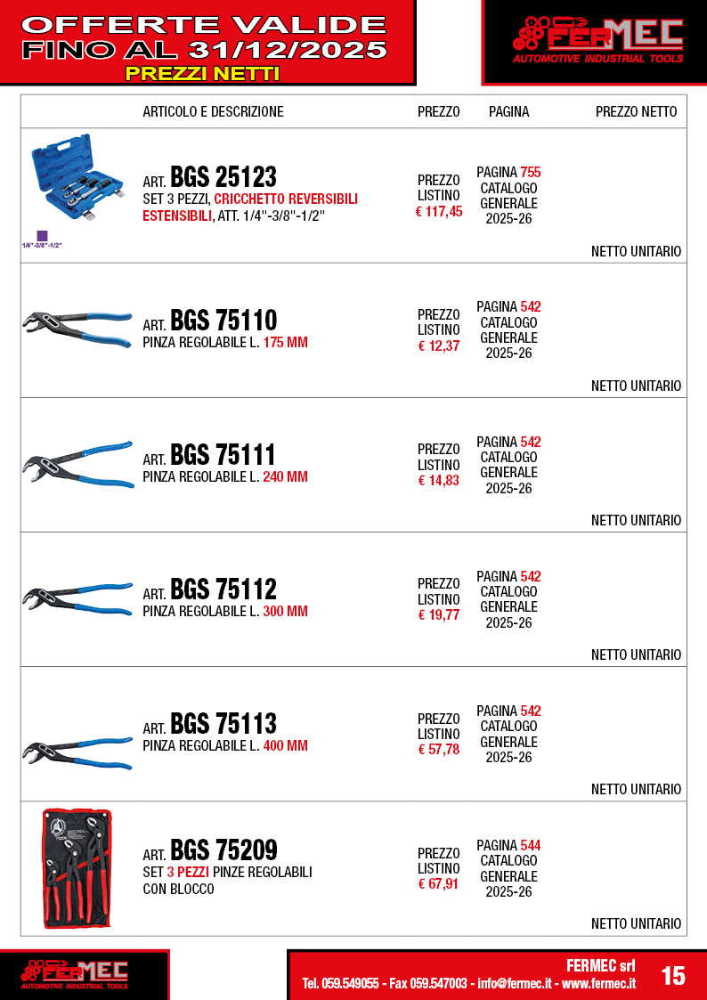 OFFERTE VALIDE
FINO AL 31/12/2025
PREZZI NETTI
FERMEC
AUTOMOTIVE INDUSTRIAL TOOLS
ARTICOLO E DESCRIZIONE PREZZO PAGINA PREZZO NETTO
ART. BGS 25123
SET 3 PEZZI, CRICCHETTO REVERSIBILI
ESTENSIBILI, ATT. 1/4"-3/8"-1/2"
1/4"-3/8"-1/2"
PREZZO
LISTINO
€ 117,45
PAGINA 755
CATALOGO
GENERALE
2025-26
NETTO UNITARIO
ART. BGS 75110
PINZA REGOLABILE L. 175 MM
PREZZO
LISTINO
€ 12,37
PAGINA 542
CATALOGO
GENERALE
2025-26
NETTO UNITARIO
ART. BGS 75111
PINZA REGOLABILE L. 240 MM
PREZZO
LISTINO
€ 14,83
PAGINA 542
CATALOGO
GENERALE
2025-26
NETTO UNITARIO
ART. BGS 75112
PINZA REGOLABILE L. 300 MM
PREZZO
LISTINO
€ 19,77
PAGINA 542
CATALOGO
GENERALE
2025-26
NETTO UNITARIO
ART. BGS 75113
PINZA REGOLABILE L. 400 MM
PREZZO
LISTINO
€ 57,78
PAGINA 542
CATALOGO
GENERALE
2025-26
NETTO UNITARIO
75209
ART. BGS 75209
SET 3 PEZZI PINZE REGOLABILI
CON BLOCCO
PREZZO
LISTINO
€ 67,91
PAGINA 544
CATALOGO
GENERALE
2025-26
NETTO UNITARIO
FERMEC
AUTOMOTIVE INDUSTRIAL TOOLS
FERMEC srl
Tel. 059.549055 - Fax 059.547003 - info@fermec.it - www.fermec.it
15